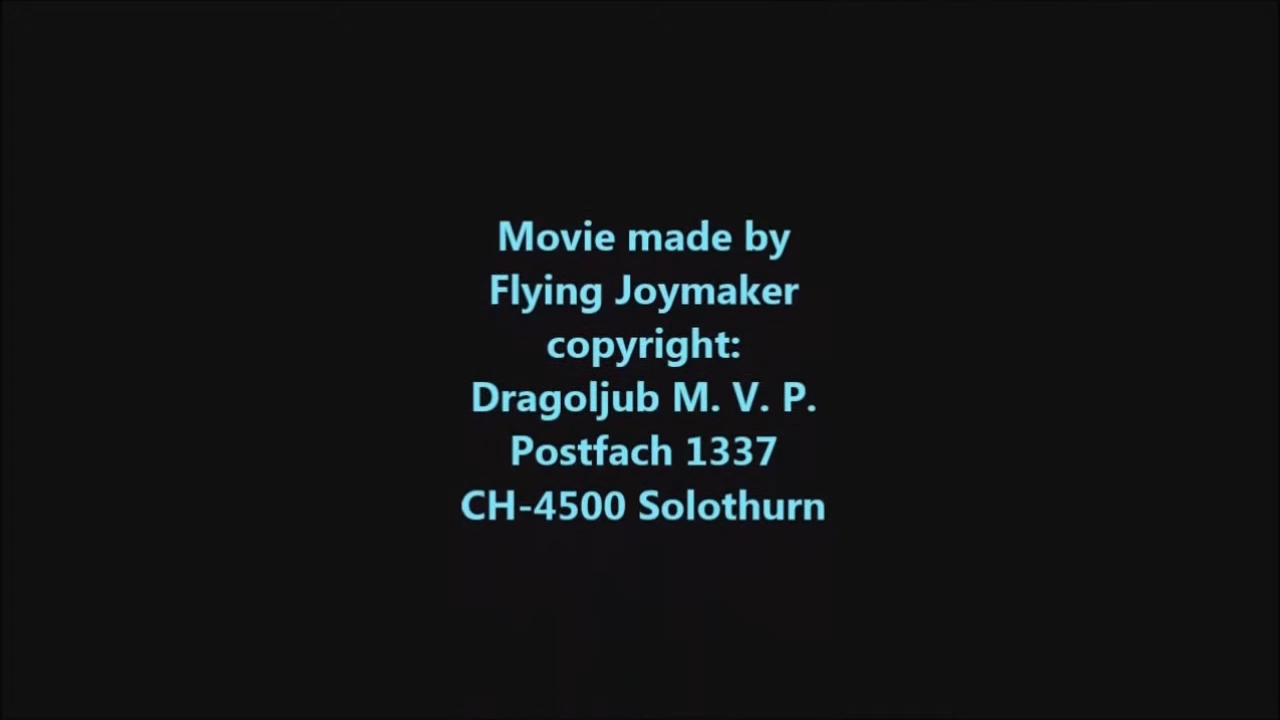 Movie made by
Flying Joymaker
copyright:
Dragoljub M. V. P.
Postfach 1337
CH-4500 Solothurn